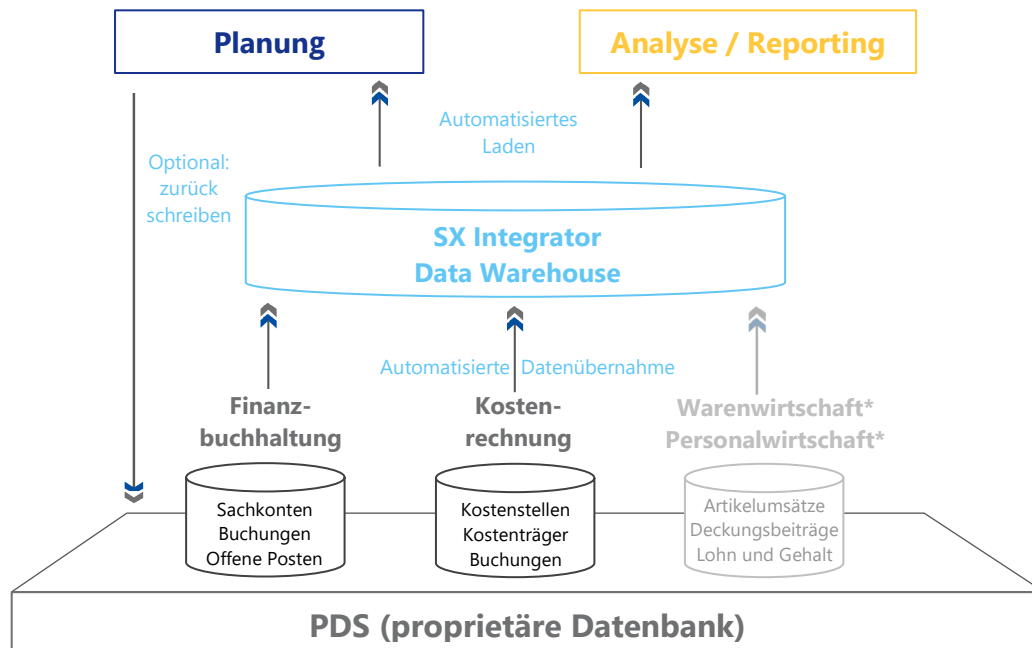 Planung
Analyse / Reporting
Automatisiertes
Laden
Optional:
zurück
schreiben
SX Integrator
Data Warehouse
Automatisierte Datenübernahme
Finanz-
buchhaltung
Kosten-
rechnung
Warenwirtschaft*
Personalwirtschaft*
Sachkonten
Buchungen
Offene Posten
Kostenstellen
Kostenträger
Buchungen
Artikelumsätze
Deckungsbeiträge
Lohn und Gehalt
PDS (proprietäre Datenbank)